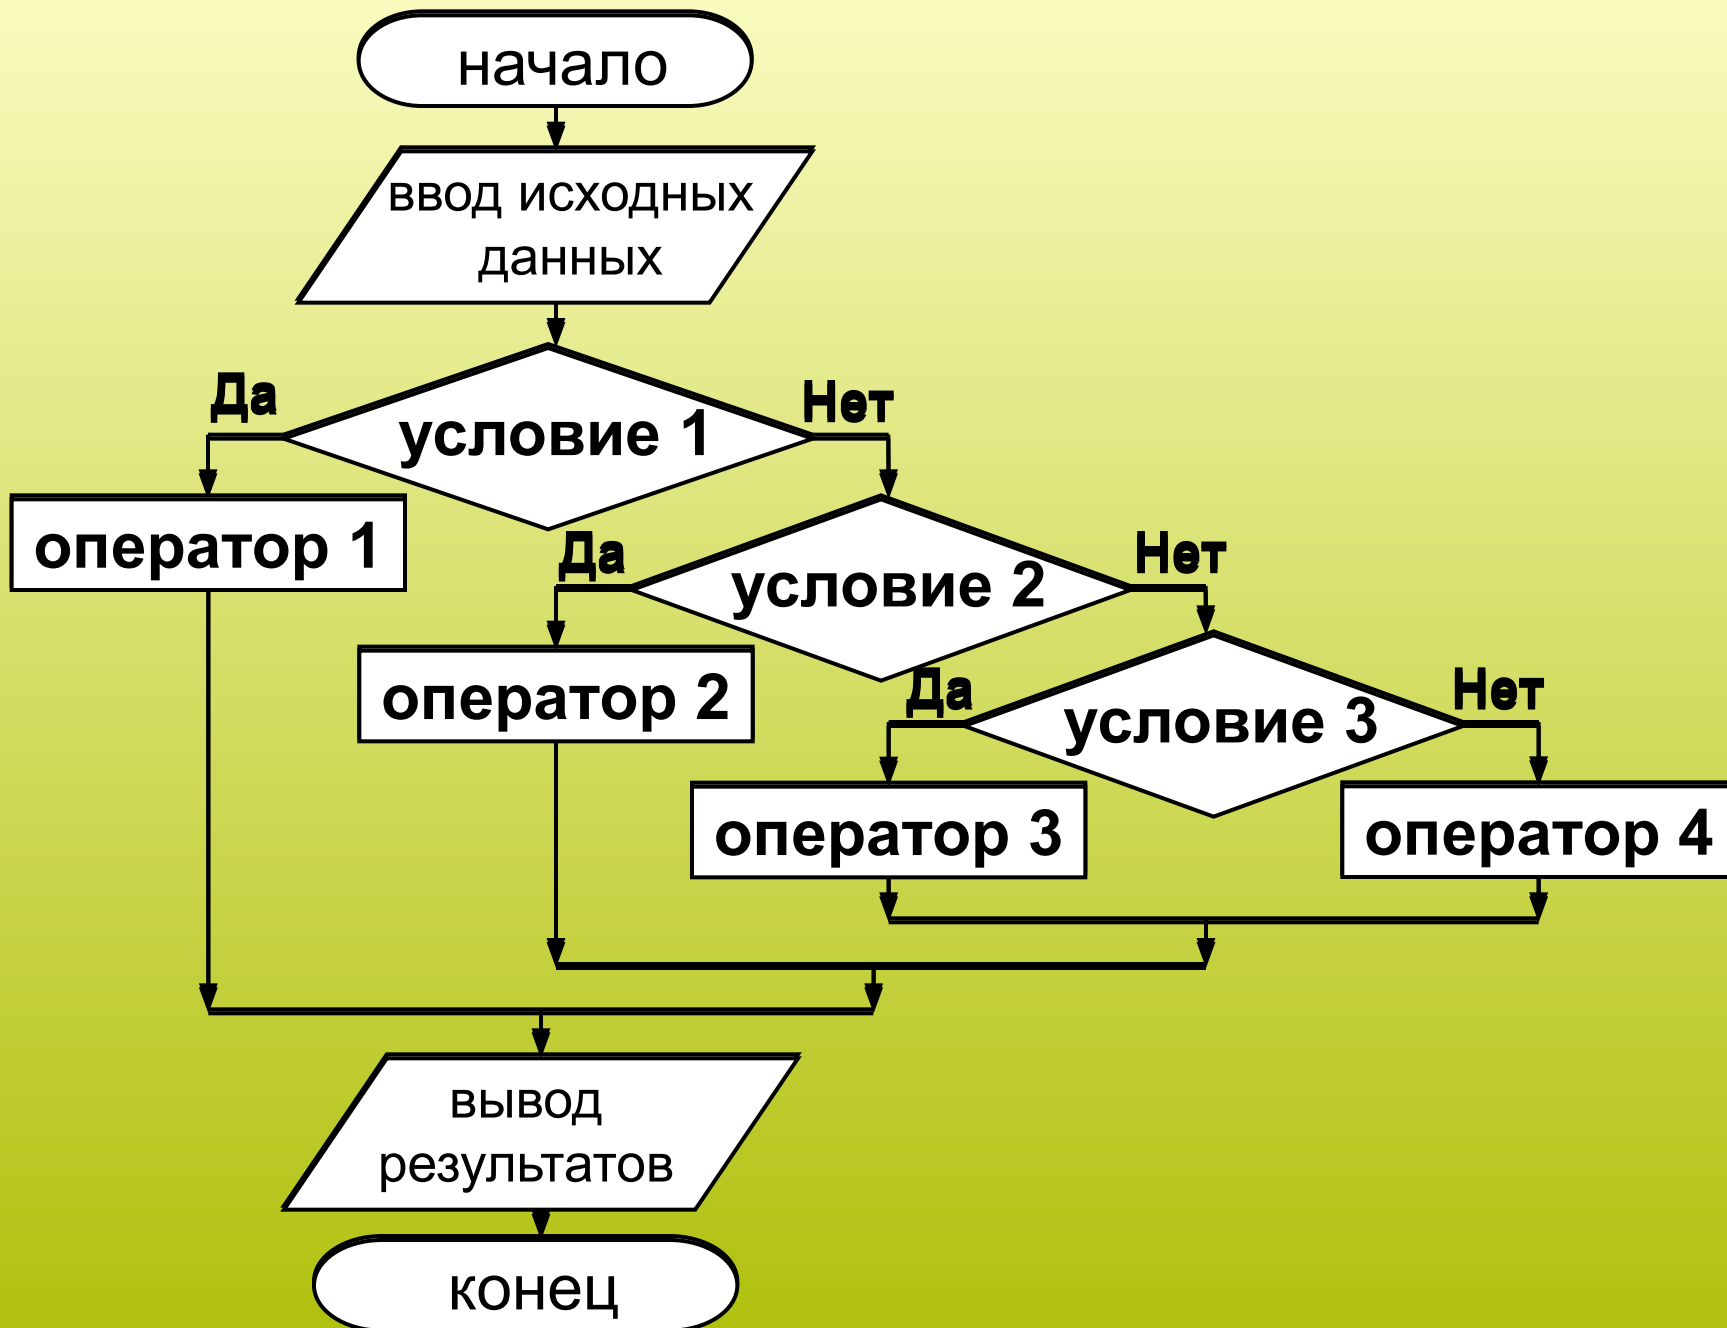 начало
ввод исходных
данных
Да
Нет
условие 1
оператор 1
Да
Нет
условие 2
оператор 2
Да
Нет
условие 3
оператор 3
оператор 4
вывод
результатов
конец